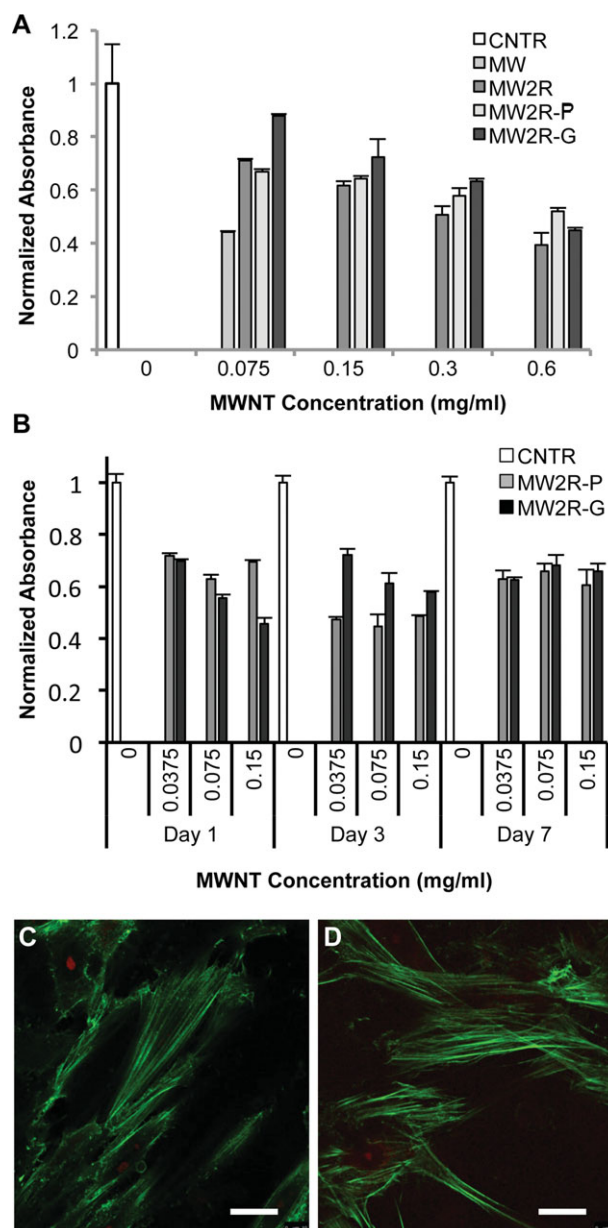 A
1.2
1
0.8
0.6
0.4
0.2
0
Normalized Absorbance
CNTR
MW
MW2R
MW2R-P
MW2R-G
0 0.075 0.15 0.3 0.6
MWNT Concentration (mg/ml)
B
1
0.8
0.6
0.4
0.2
0
Normalized Absorbance
CNTR
MW2R-P
MW2R-G
0 0.0375 0.075 0.15 0 0.0375 0.075 0.15 0 0.0375 0.075 0.15
Day 1 Day 3 Day 7
MWNT Concentration (mg/ml)
C
D